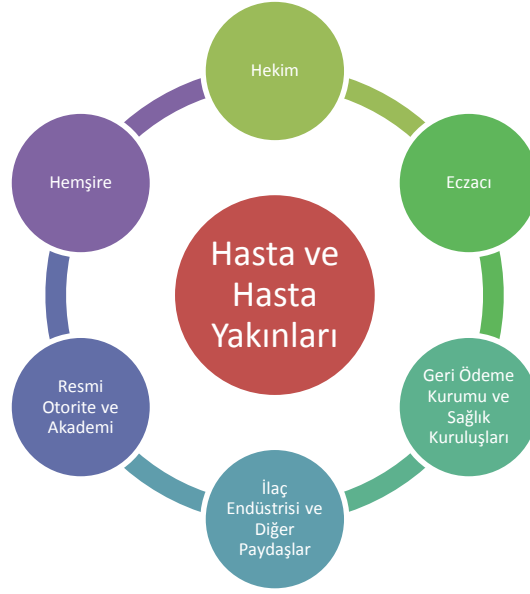 Hekim
Eczacı
Geri Ödeme
Kurumu ve
Sağlık
Kuruluşları
İlaç
Endüstrisi ve
Diğer
Paydaşlar
Resmi
Otorite ve
Akademi
Hemşire
Hasta ve
Hasta
Yakınları